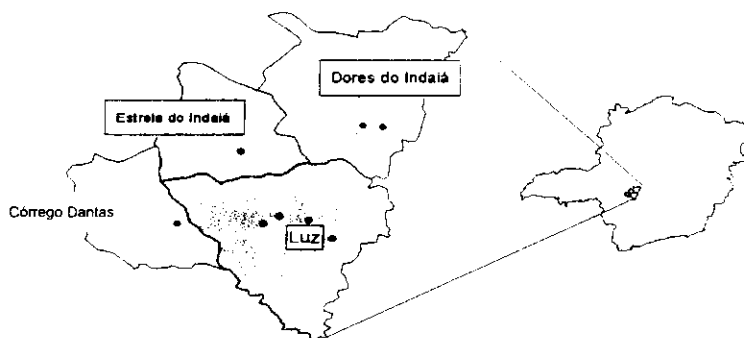 Dores do Indaiá
Estrela do Indaiá
Córrego Dantas
Luz